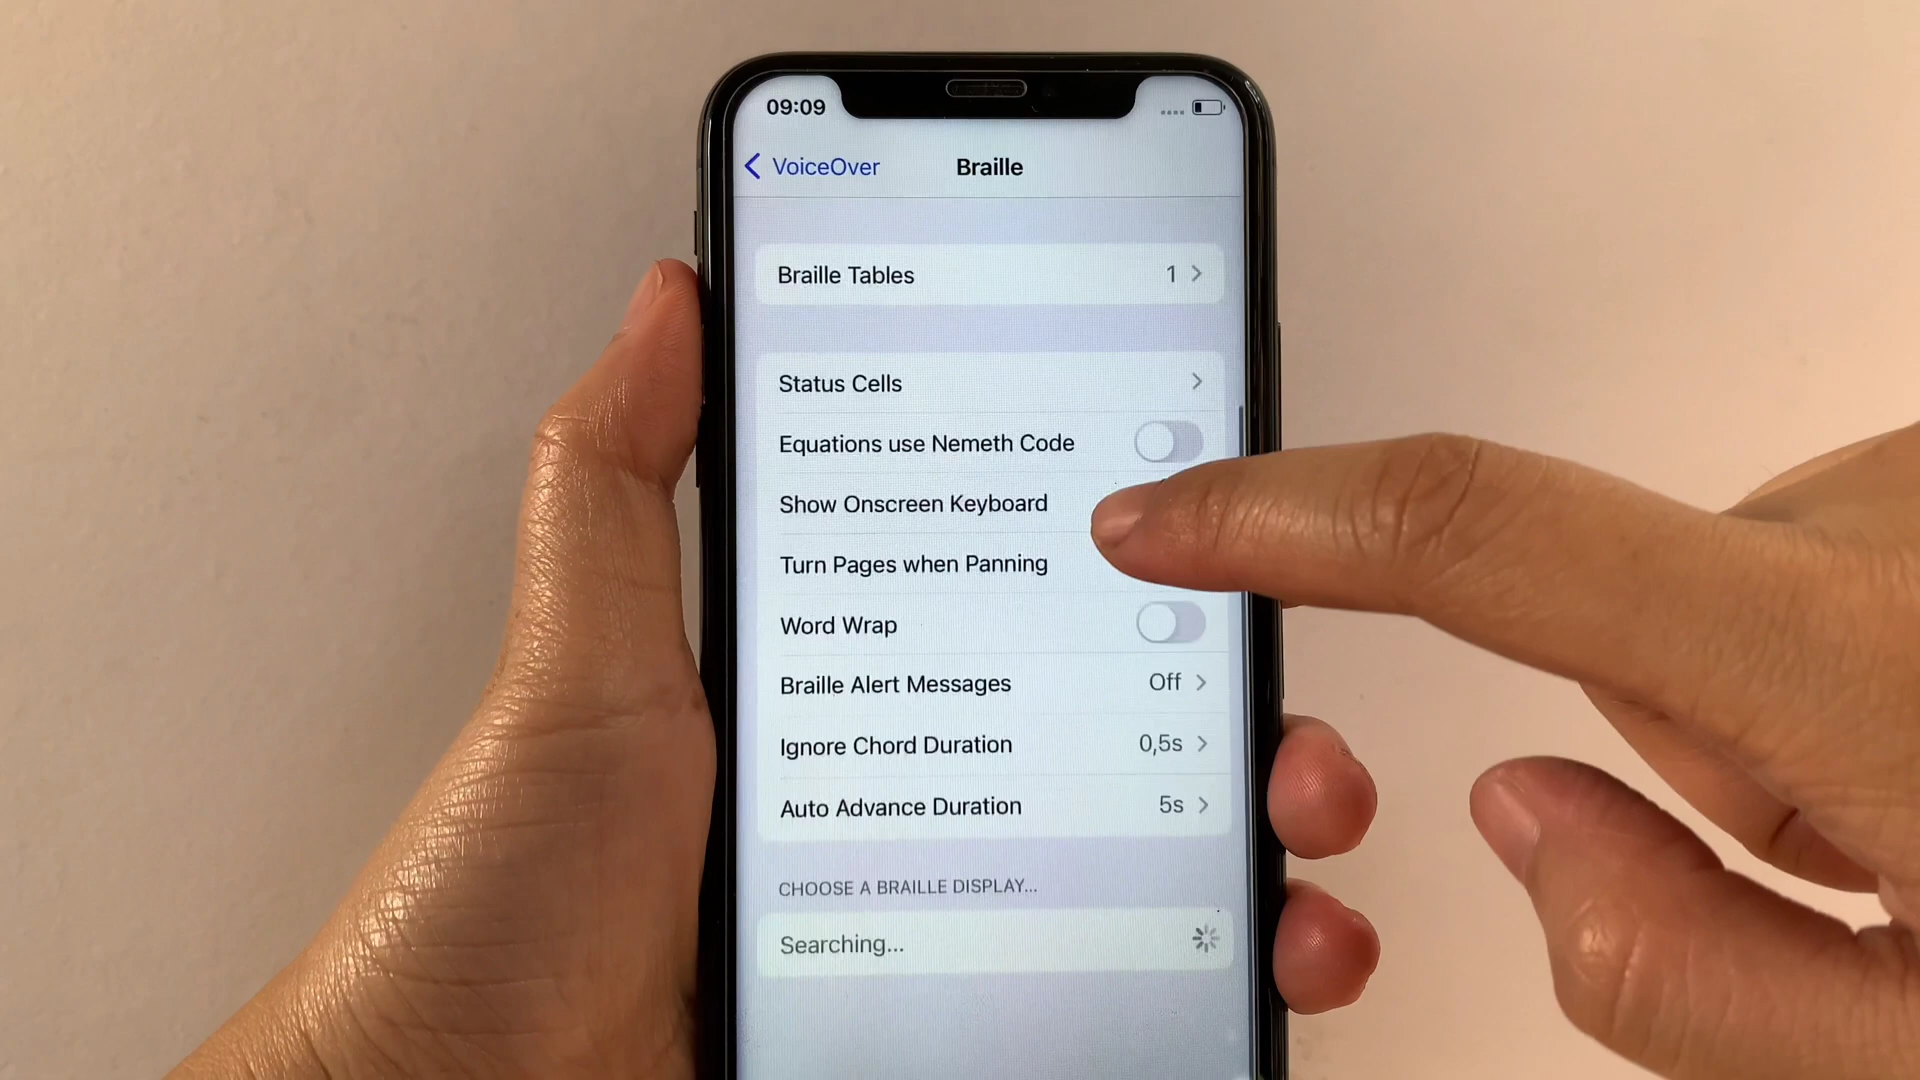 09:09
VoiceOver
Braille
Braille Tables 1
Status Cells
Equations use Nemeth Code
Show Onscreen Keyboard
Turn Pages when Panning
Word Wrap
Braille Alert Messages Off
Ignore Chord Duration 0,5s
Auto Advance Duration 5s
CHOOSE A BRAILLE DISPLAY...
Searching...